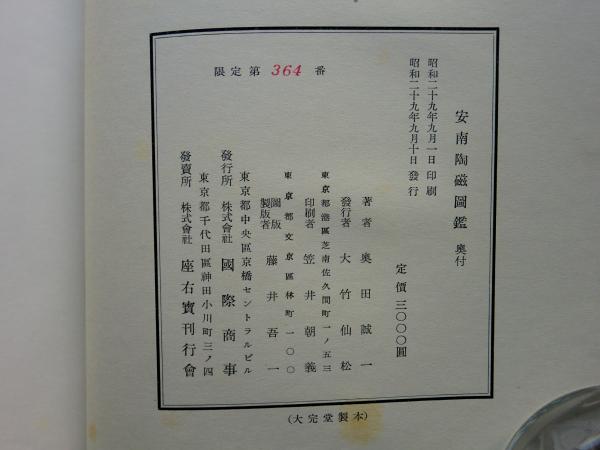 安南陶磁圖鑑 奥付
昭和二十九年九月一日 印刷
昭和二十九年九月十日 發行
限定第 364 番
定價 三〇〇〇圓
著者 奥田誠一
發行者 大竹仙松
東京都港區芝南佐久間町一ノ五三
印刷者 笠井朝義
東京都文京區林町一〇〇
圖版製版者 藤井吾一
東京都中央區京橋セントラルビル
發行所 株式會社 國際商事
東京都千代田區神田小川町三ノ四
發賣所 株式會社 座右寶刊行會
(大完堂製本)